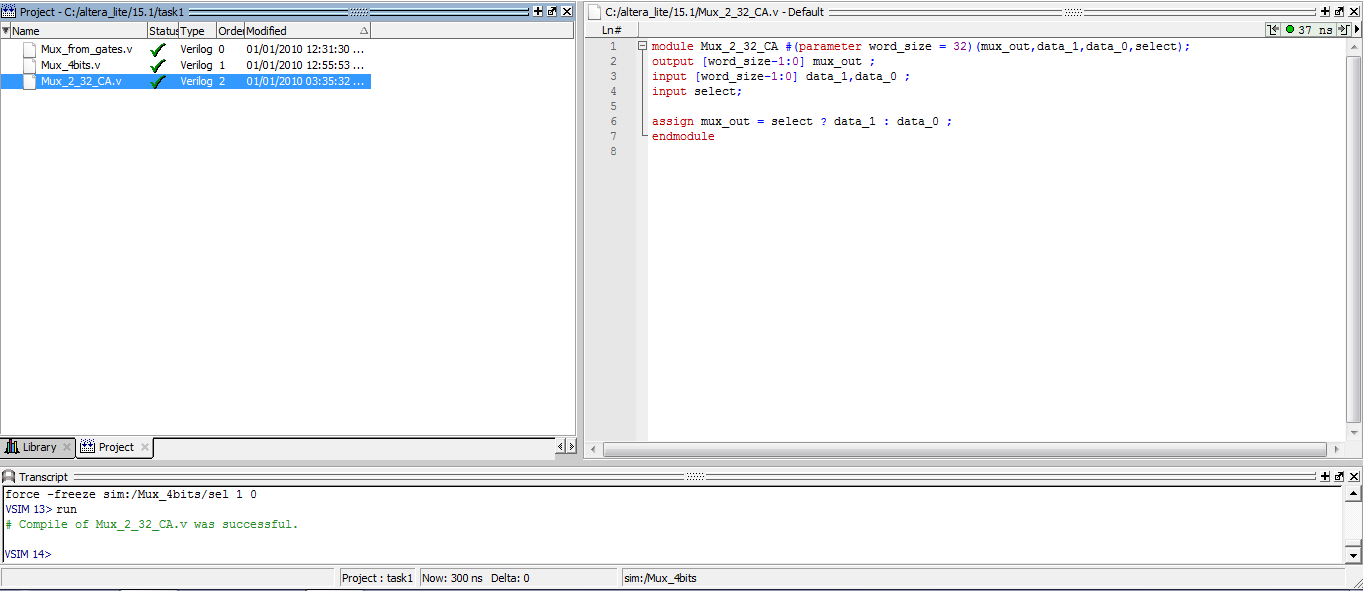 Project - C:/altera_lite/15.1/task1
Name Status Type Order Modified
Mux_from_gates.v Verilog 0 01/01/2010 12:31:30 ...
Mux_4bits.v Verilog 1 01/01/2010 12:55:53 ...
Mux_2_32_CA.v Verilog 2 01/01/2010 03:35:32 ...
Library Project
C:/altera_lite/15.1/Mux_2_32_CA.v - Default
Ln#
37 ns
1 module Mux_2_32_CA #(parameter word_size = 32)(mux_out,data_1,data_0,select);
2 output [word_size-1:0] mux_out ;
3 input [word_size-1:0] data_1,data_0 ;
4 input select;
5
6 assign mux_out = select ? data_1 : data_0 ;
7 endmodule
8
Transcript
force -freeze sim:/Mux_4bits/sel 1 0
VSIM 13> run
# Compile of Mux_2_32_CA.v was successful.
VSIM 14>
Project : task1 Now: 300 ns Delta: 0 sim:/Mux_4bits